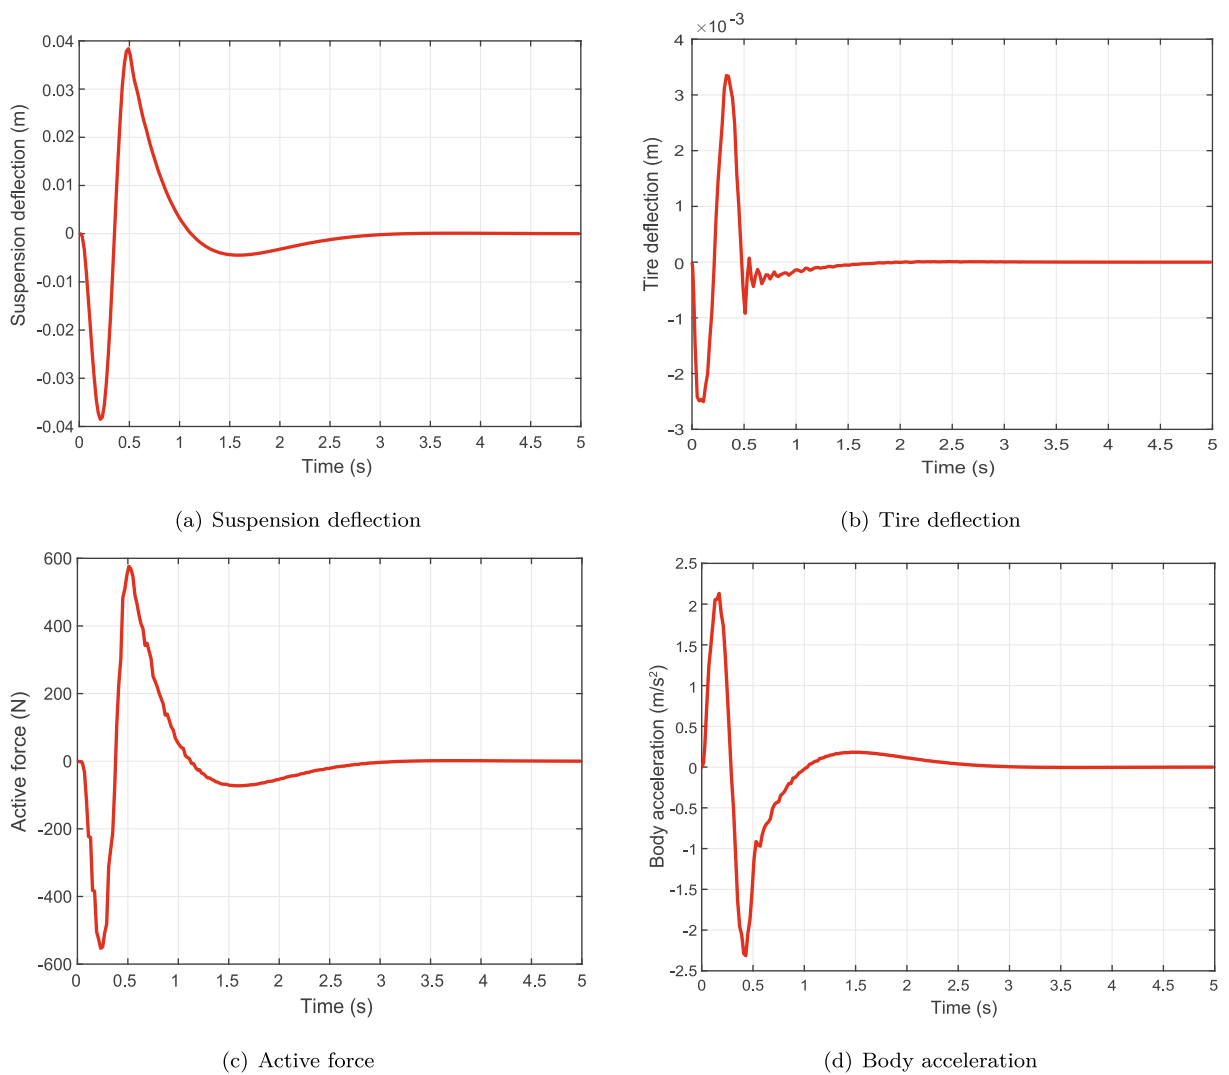 0.04
0.03
0.02
0.01
0
-0.01
-0.02
-0.03
-0.04
Suspension deflection (m)
0 0.5 1 1.5 2 2.5 3 3.5 4 4.5 5
Time (s)
(a) Suspension deflection
×10⁻³
4
3
2
1
0
-1
-2
-3
Tire deflection (m)
0 0.5 1 1.5 2 2.5 3 3.5 4 4.5 5
Time (s)
(b) Tire deflection
600
400
200
0
-200
-400
-600
Active force (N)
0 0.5 1 1.5 2 2.5 3 3.5 4 4.5 5
Time (s)
(c) Active force
2.5
2
1.5
1
0.5
0
-0.5
-1
-1.5
-2
-2.5
Body acceleration (m/s²)
0 0.5 1 1.5 2 2.5 3 3.5 4 4.5 5
Time (s)
(d) Body acceleration